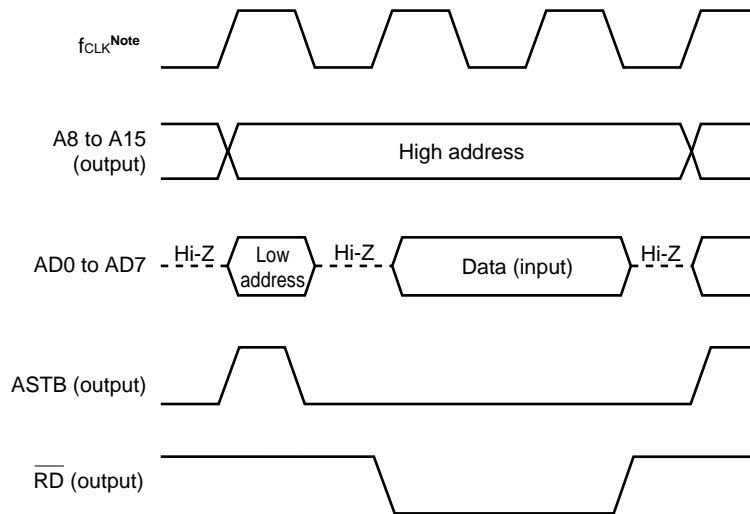 fCLKNote
A8 to A15
(output)
High address
AD0 to AD7
Hi-Z
Low
address
Hi-Z
Data (input)
Hi-Z
ASTB (output)
RD (output)